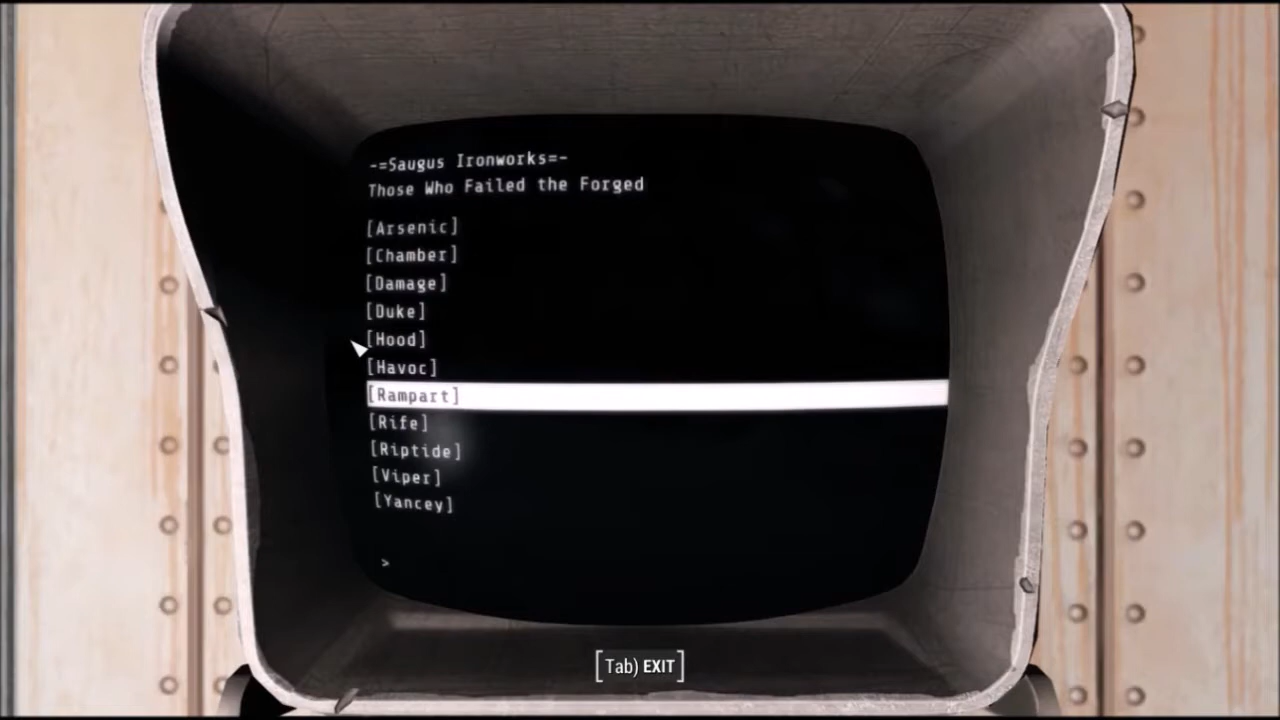 -=Saugus Ironworks=-
Those Who Failed the Forged
[Arsenic]
[Chamber]
[Damage]
[Duke]
[Hood]
[Havoc]
[Rampart]
[Rife]
[Riptide]
[Viper]
[Yancey]
>
[Tab) EXIT]